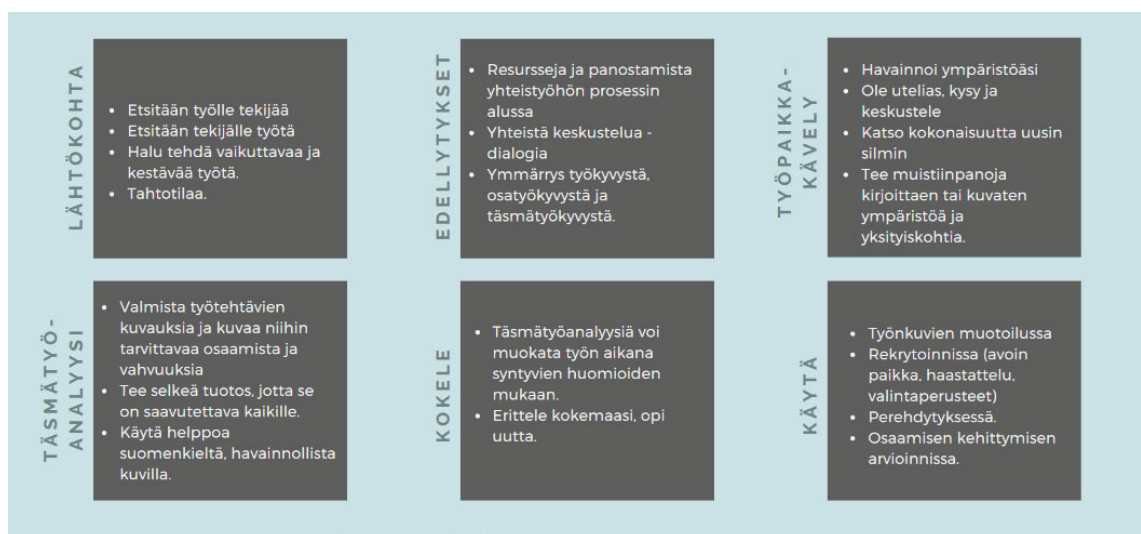 LÄHTÖKOHTA
• Etsitään työlle tekijää
• Etsitään tekijälle työtä
• Halu tehdä vaikuttavaa ja
kestävää työtä.
• Tahtotilaa.
EDELLYTYKSET
• Resursseja ja panostamista
yhteistyöhön prosessin
alussa
• Yhteistä keskustelua -
dialogia
• Ymmärrys työkyvystä,
osatyökyvystä ja
täsmätyökyvystä.
TYÖPAIKKA-
KÄVELY
• Havainnoi ympäristöäsi
• Ole utelias, kysy ja
keskustele
• Katso kokonaisuutta uusin
silmin
• Tee muistiinpanoja
kirjoittaen tai kuvaten
ympäristöä ja
yksityiskohtia.
TÄSMÄTYÖ-
ANALYYSI
• Valmista työtehtävien
kuvauksia ja kuvaa niihin
tarvittavaa osaamista ja
vahvuuksia
• Tee selkeä tuotos, jotta se
on saavutettava kaikille.
• Käytä helppoa
suomenkieltä, havainnollista
kuvilla.
KOKELE
• Täsmätyöanalyysiä voi
muokata työn aikana
syntyvien huomioiden
mukaan.
• Erittele kokemaasi, opi
uutta.
KÄYTÄ
• Työnkuvien muotoilussa
• Rekrytoinnissa (avoin
paikka, haastattelu,
valintaperusteet)
• Perehdytyksessä.
• Osaamisen kehittymisen
arvioinnissa.